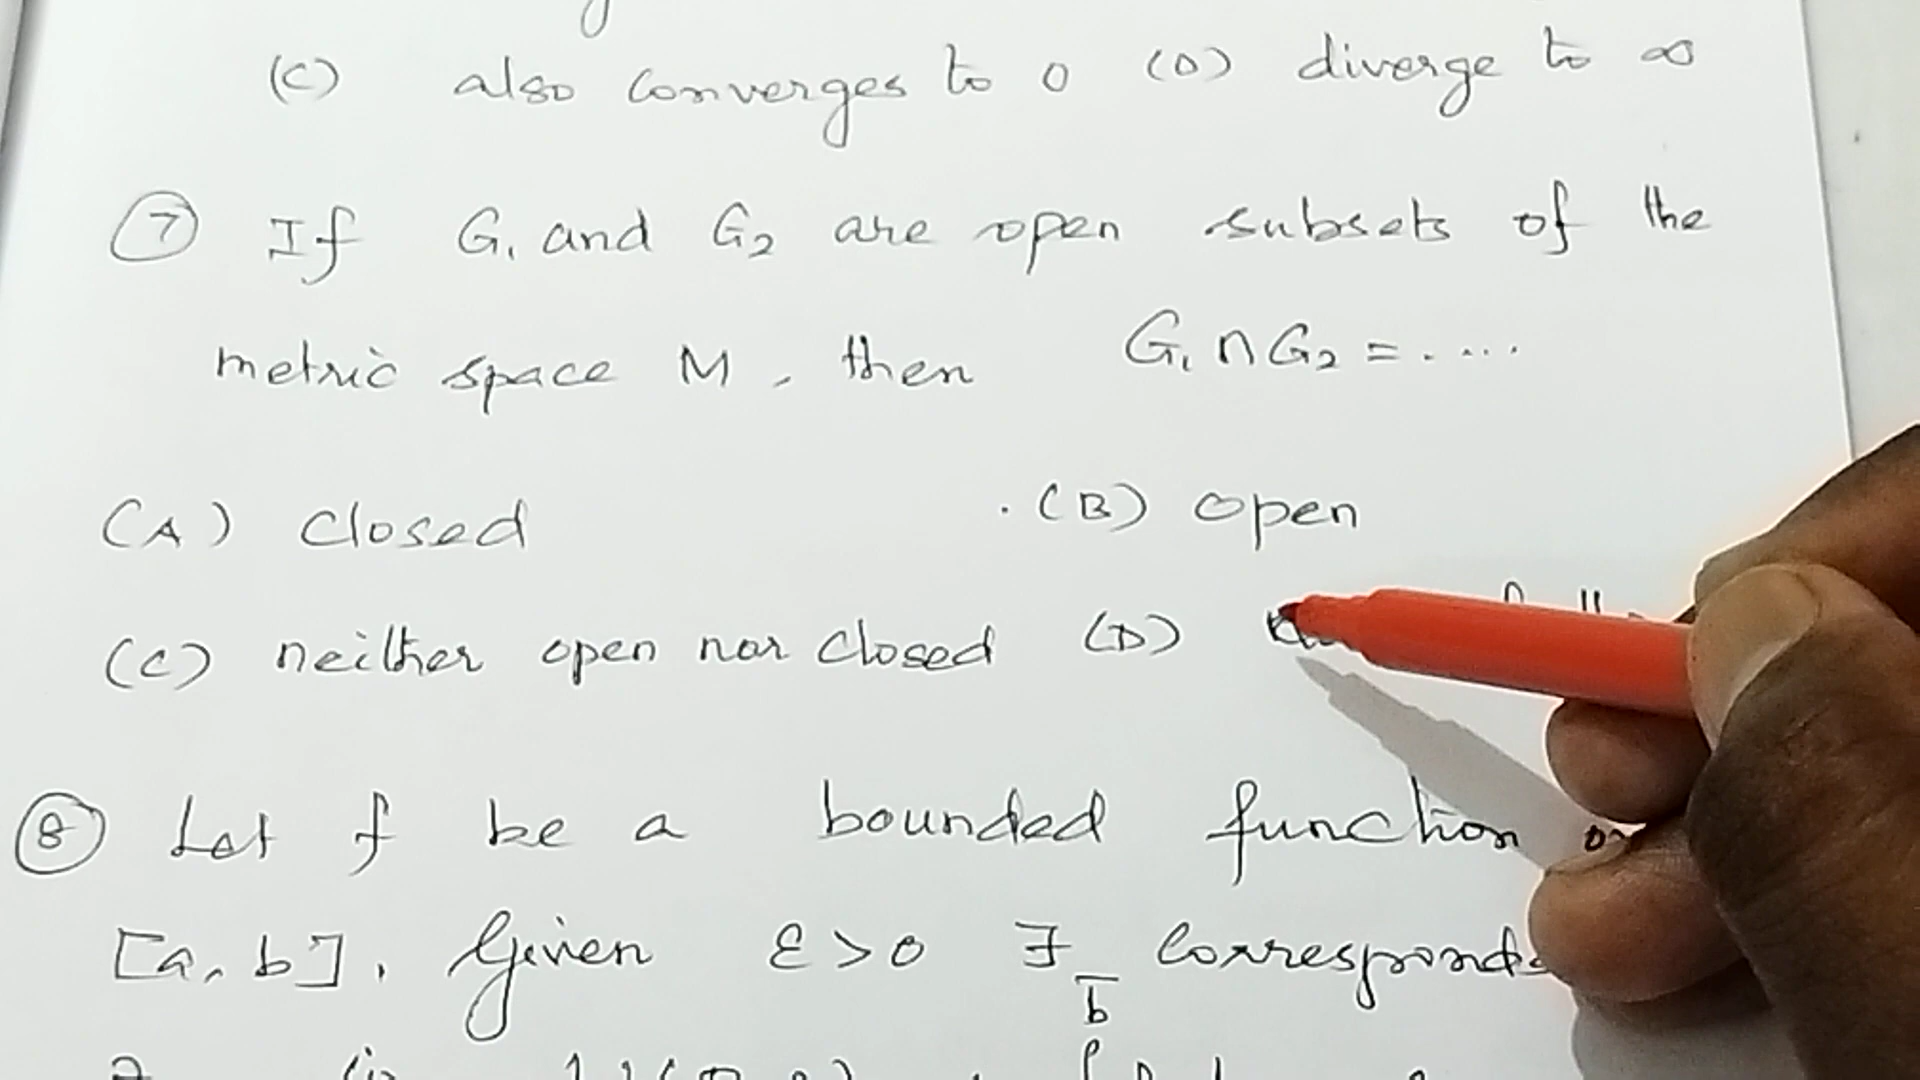 (C) also converges to 0 (D) diverge to ∞
⑦ If G₁ and G₂ are open subsets of the
metric space M, then G₁ ∩ G₂ = .....
(A) closed .(B) open
(C) neither open nor closed (D)
⑧ Let f be a bounded function on
[a, b]. Given ε > 0 ∃
b